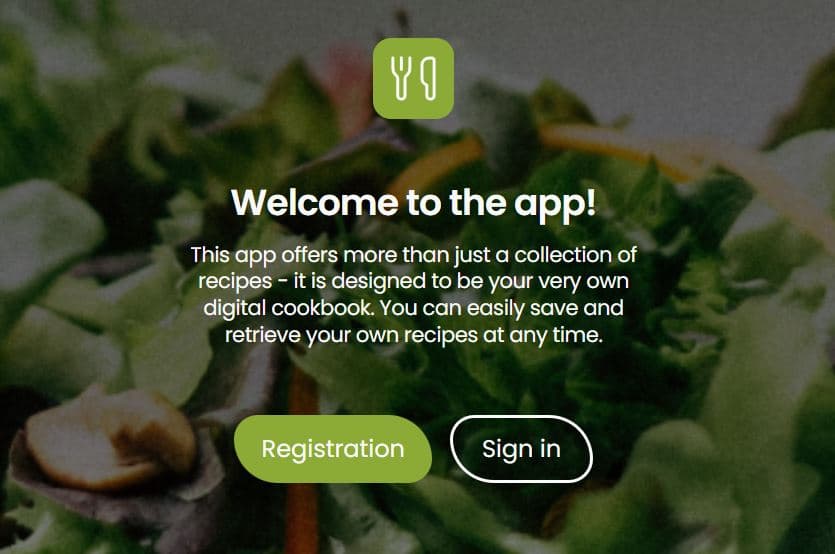 Welcome to the app!
This app offers more than just a collection of
recipes - it is designed to be your very own
digital cookbook. You can easily save and
retrieve your own recipes at any time.
Registration
Sign in